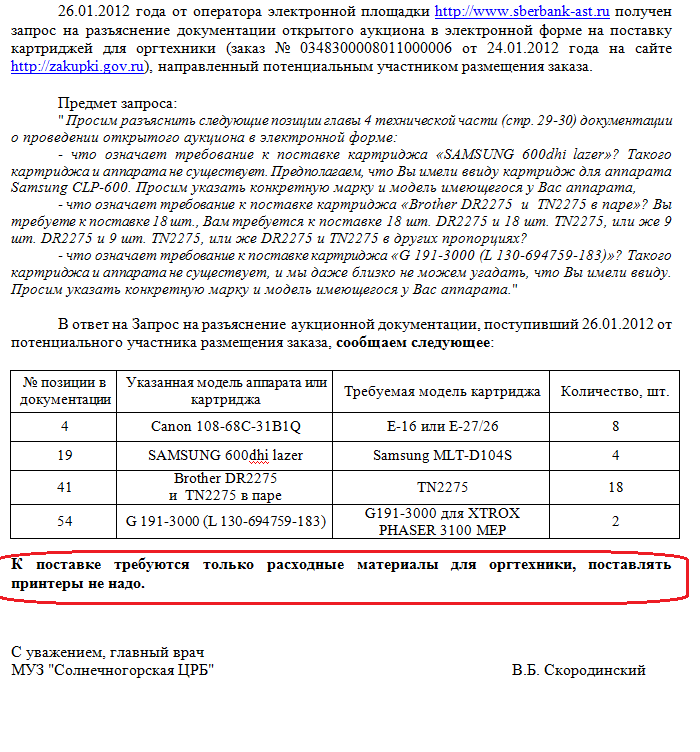 26.01.2012 года от оператора электронной площадки http://www.sberbank-ast.ru получен
запрос на разъяснение документации открытого аукциона в электронной форме на поставку
картриджей для оргтехники (заказ № 0348300008011000006 от 24.01.2012 года на сайте
http://zakupki.gov.ru), направленный потенциальным участником размещения заказа.
Предмет запроса:
" Просим разъяснить следующие позиции главы 4 технической части (стр. 29-30) документации
о проведении открытого аукциона в электронной форме:
- что означает требование к поставке картриджа «SAMSUNG 600dhi lazer»? Такого
картриджа и аппарата не существует. Предполагаем, что Вы имели ввиду картридж для аппарата
Samsung CLP-600. Просим указать конкретную марку и модель имеющегося у Вас аппарата,
- что означает требование к поставке картриджа «Brother DR2275 и TN2275 в паре»? Вы
требуете к поставке 18 шт., Вам требуется к поставке 18 шт. DR2275 и 18 шт. TN2275, или же 9
шт. DR2275 и 9 шт. TN2275, или же DR2275 и TN2275 в других пропорциях?
- что означает требование к поставке картриджа «G 191-3000 (L 130-694759-183)»? Такого
картриджа и аппарата не существует, и мы даже близко не можем угадать, что Вы имели ввиду.
Просим указать конкретную марку и модель имеющегося у Вас аппарата."
В ответ на Запрос на разъяснение аукционной документации, поступивший 26.01.2012 от
потенциального участника размещения заказа, сообщаем следующее:
№ позиции в документации Указанная модель аппарата или картриджа Требуемая модель картриджа Количество, шт.
4 Canon 108-68C-31B1Q E-16 или E-27/26 8
19 SAMSUNG 600dhi lazer Samsung MLT-D104S 4
41 Brother DR2275 и TN2275 в паре TN2275 18
54 G 191-3000 (L 130-694759-183) G191-3000 для XTROX PHASER 3100 MEP 2
К поставке требуются только расходные материалы для оргтехники, поставлять
принтеры не надо.
С уважением, главный врач
МУЗ "Солнечногорская ЦРБ" В.Б. Скородинский